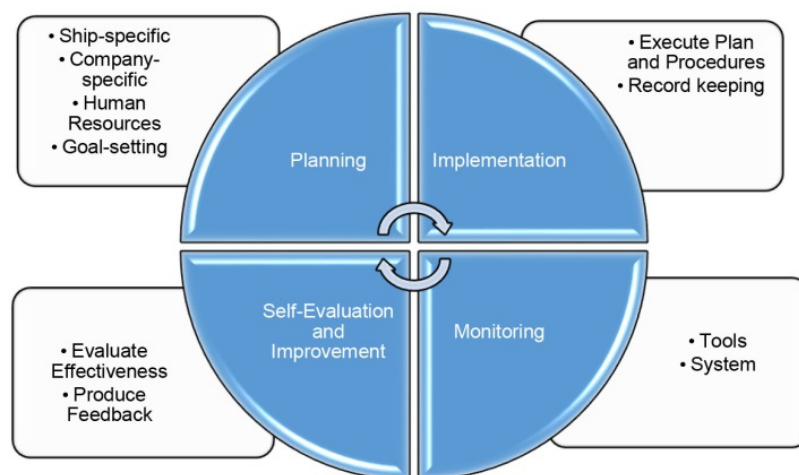 • Ship-specific
• Company-
specific
• Human
Resources
• Goal-setting
Planning
Implementation
• Execute Plan
and Procedures
• Record keeping
• Evaluate
Effectiveness
• Produce
Feedback
Self-Evaluation
and
Improvement
Monitoring
• Tools
• System